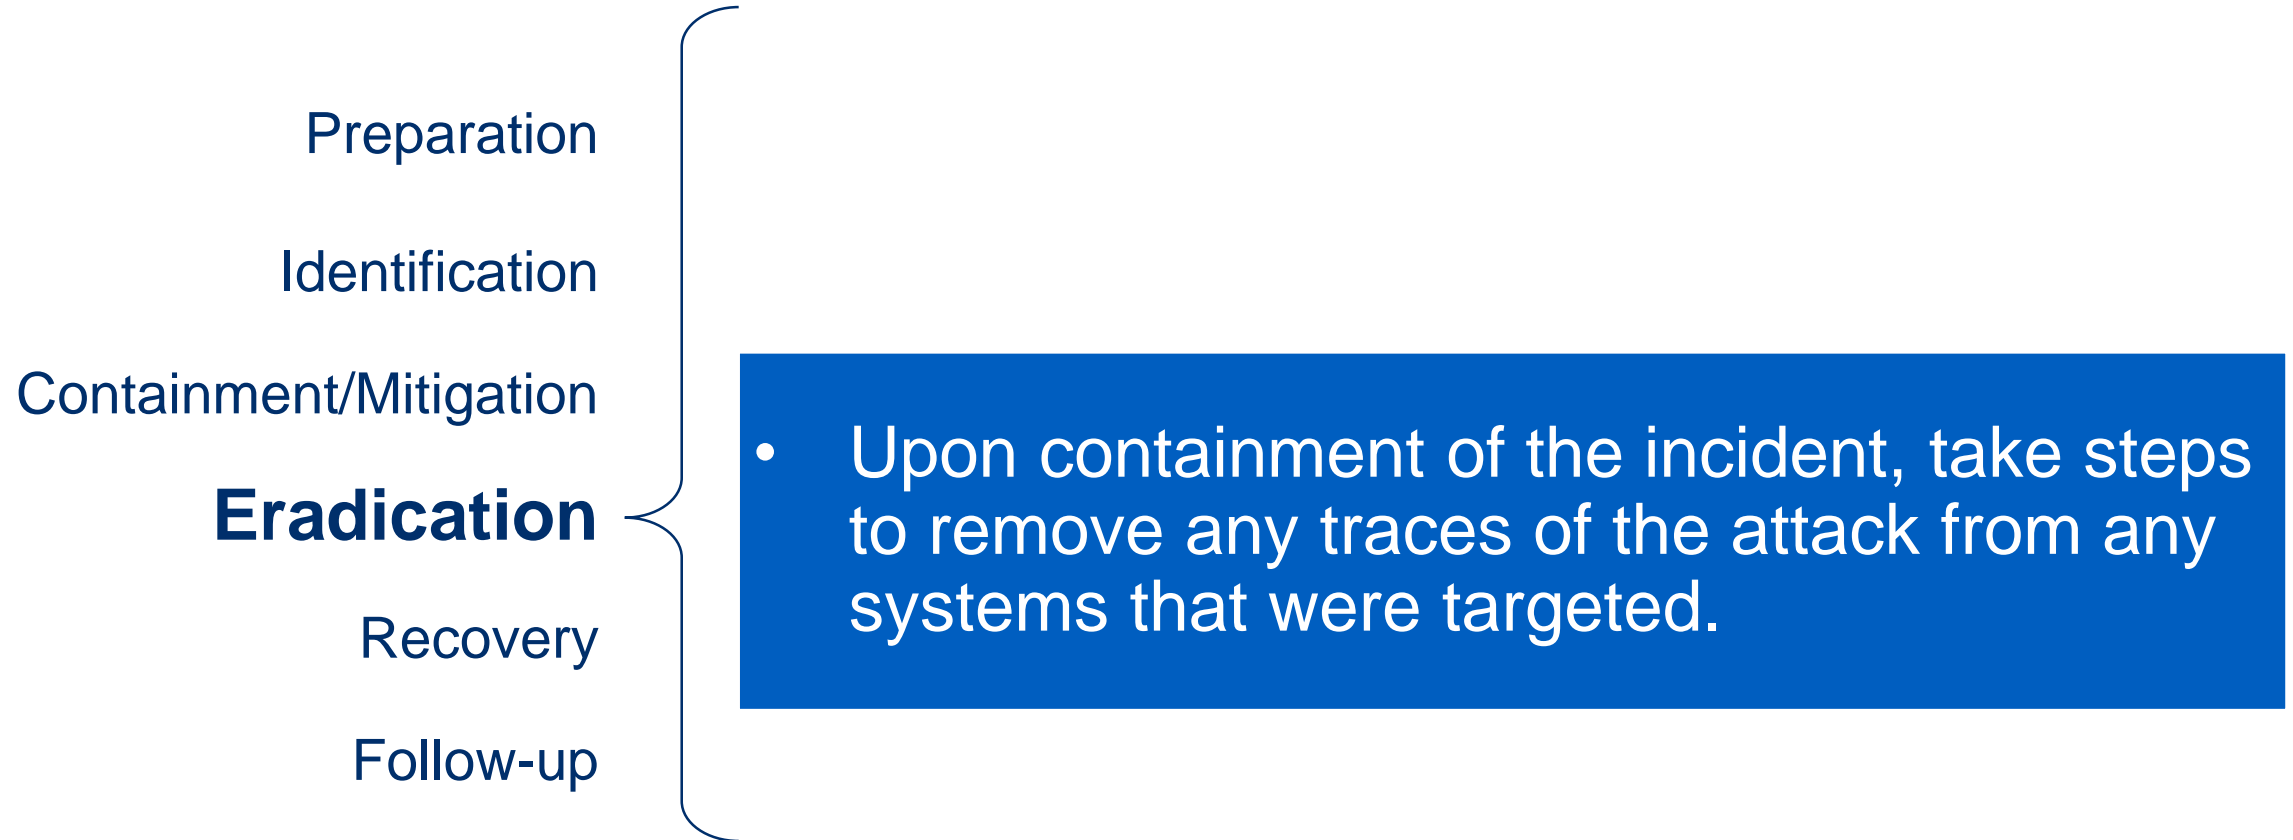 Preparation
Identification
Containment/Mitigation
Eradication
Recovery
Follow-up
• Upon containment of the incident, take steps
to remove any traces of the attack from any
systems that were targeted.